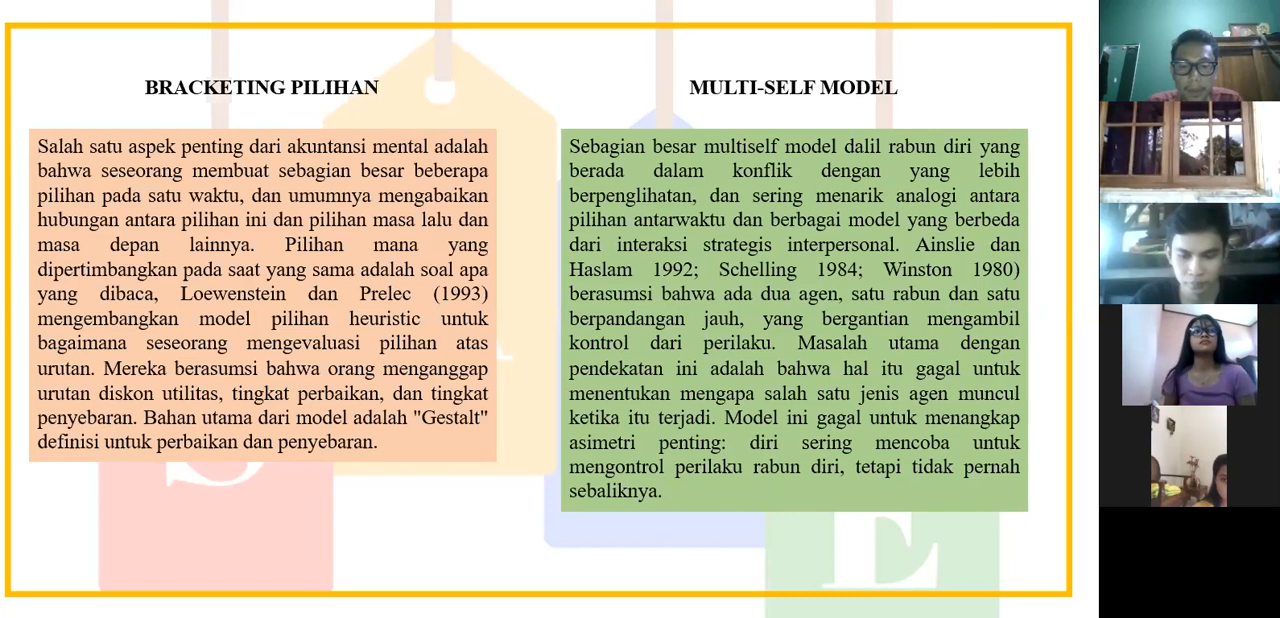 BRACKETING PILIHAN
Salah satu aspek penting dari akuntansi mental adalah
bahwa seseorang membuat sebagian besar beberapa
pilihan pada satu waktu, dan umumnya mengabaikan
hubungan antara pilihan ini dan pilihan masa lalu dan
masa depan lainnya. Pilihan mana yang
dipertimbangkan pada saat yang sama adalah soal apa
yang dibaca, Loewenstein dan Prelec (1993)
mengembangkan model pilihan heuristic untuk
bagaimana seseorang mengevaluasi pilihan atas
urutan. Mereka berasumsi bahwa orang menganggap
urutan diskon utilitas, tingkat perbaikan, dan tingkat
penyebaran. Bahan utama dari model adalah "Gestalt"
definisi untuk perbaikan dan penyebaran.
MULTI-SELF MODEL
Sebagian besar multiself model dalil rabun diri yang
berada dalam konflik dengan yang lebih
berpenglihatan, dan sering menarik analogi antara
pilihan antarwaktu dan berbagai model yang berbeda
dari interaksi strategis interpersonal. Ainslie dan
Haslam 1992; Schelling 1984; Winston 1980)
berasumsi bahwa ada dua agen, satu rabun dan satu
berpandangan jauh, yang bergantian mengambil
kontrol dari perilaku. Masalah utama dengan
pendekatan ini adalah bahwa hal itu gagal untuk
menentukan mengapa salah satu jenis agen muncul
ketika itu terjadi. Model ini gagal untuk menangkap
asimetri penting: diri sering mencoba untuk
mengontrol perilaku rabun diri, tetapi tidak pernah
sebaliknya.
S
E